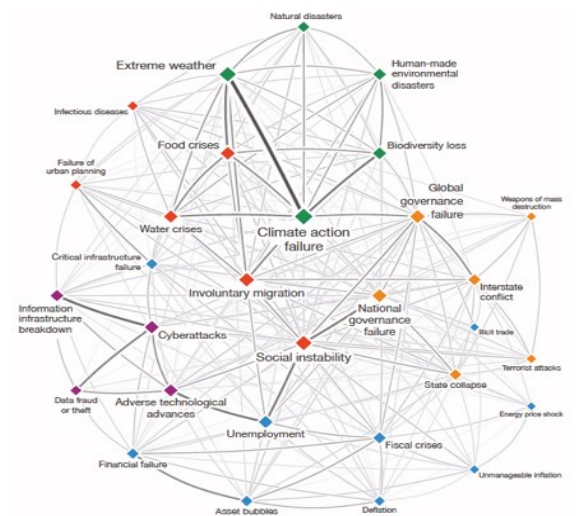 Natural disasters
Extreme weather
Human-made
environmental
disasters
Infectious diseases
Food crises
Biodiversity loss
Failure of
urban planning
Global
governance
failure
Weapons of mass
destruction
Water crises
Climate action
failure
Critical infrastructure
failure
Involuntary migration
Interstate
conflict
Information
infrastructure
breakdown
National
governance
failure
Cyberattacks
Illicit trade
Social instability
Terrorist attacks
State collapse
Data fraud
or theft
Adverse technological
advances
Energy price shock
Unemployment
Fiscal crises
Financial failure
Unmanageable inflation
Asset bubbles
Deflation